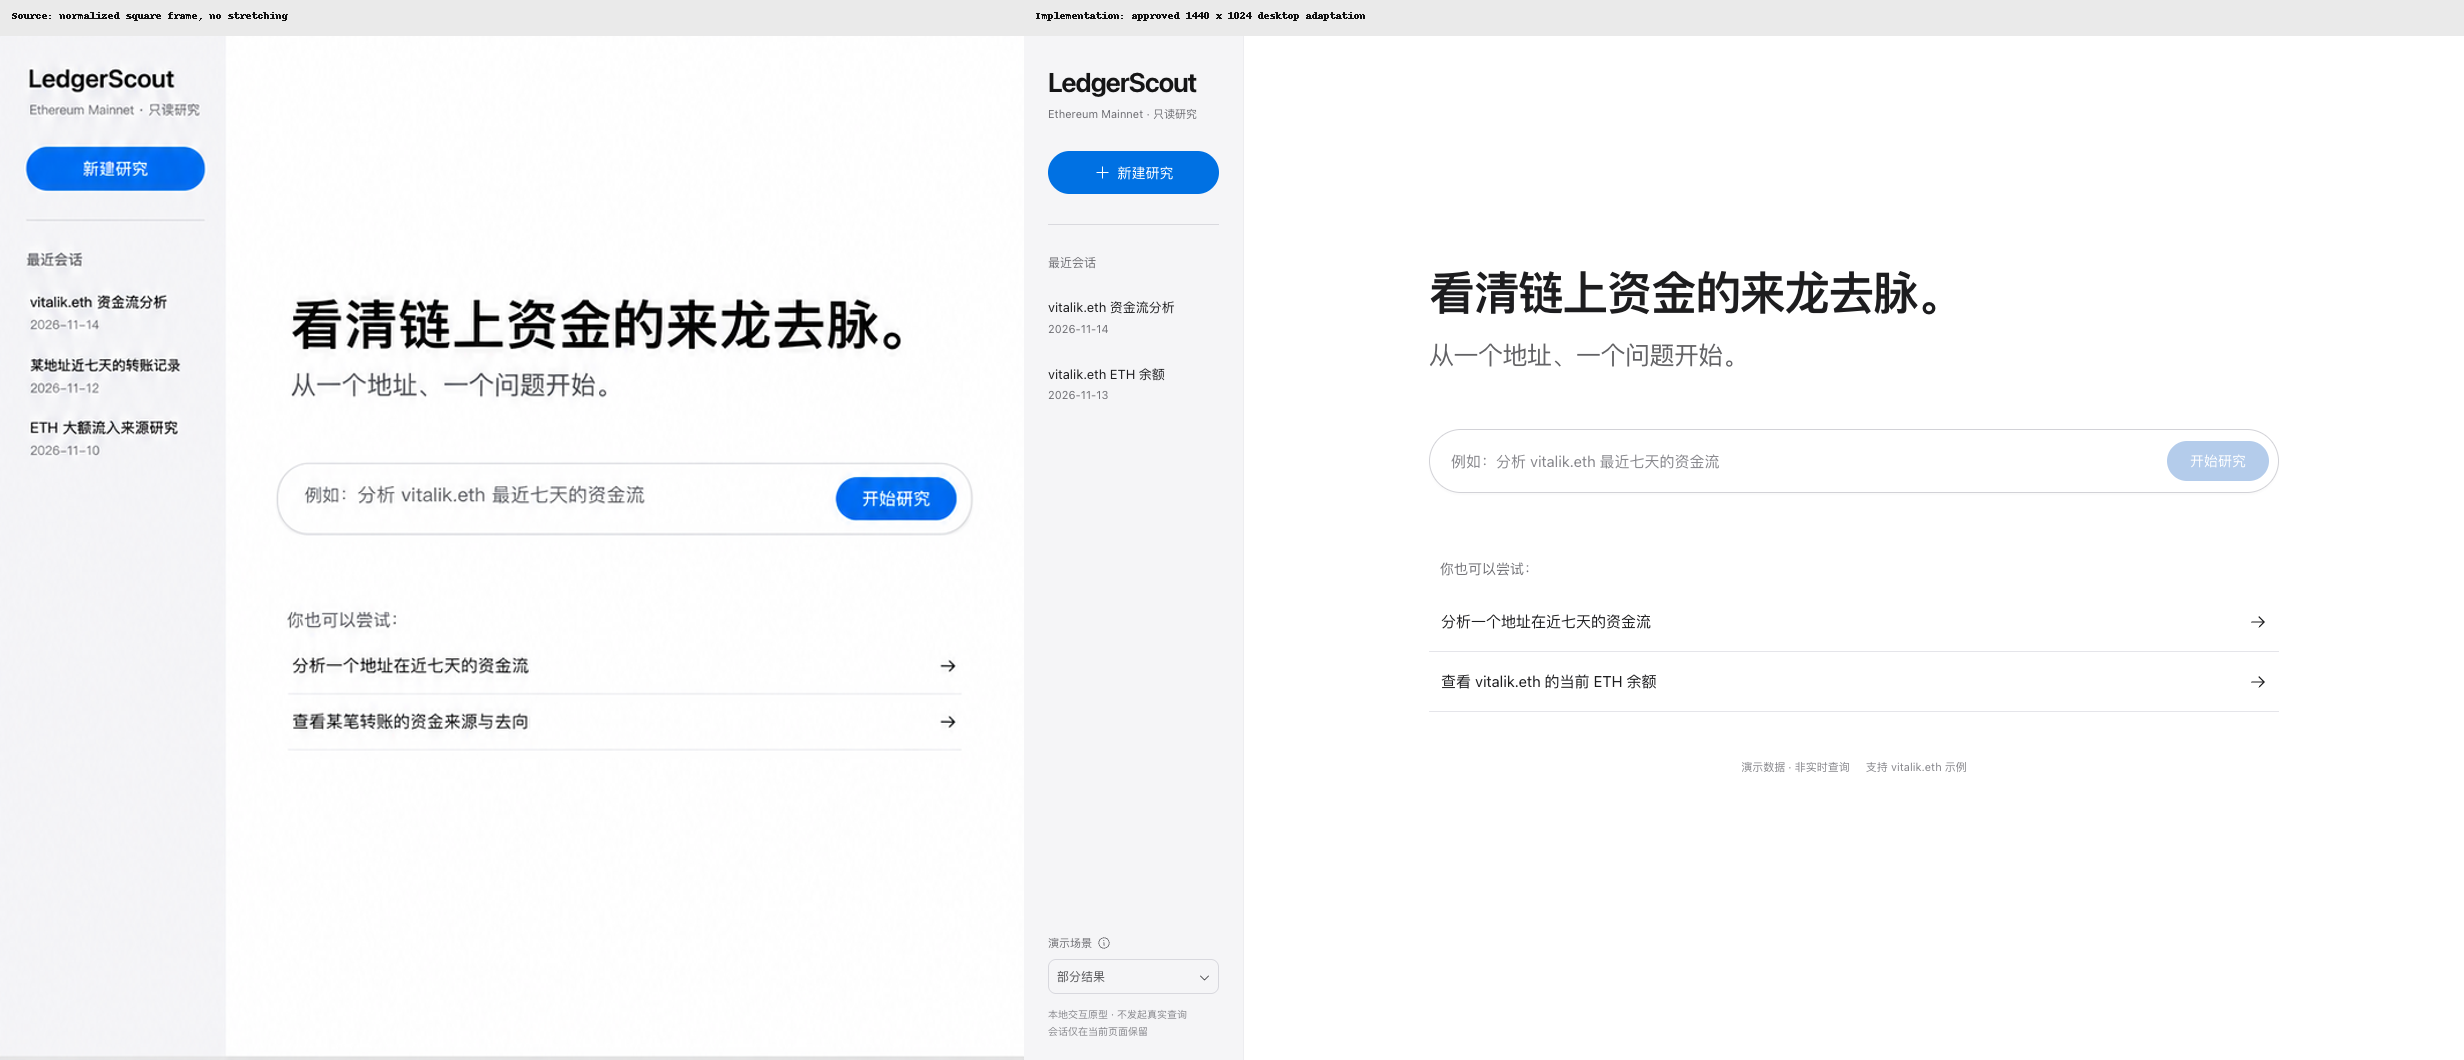 Source: normalized square frame, no stretching
LedgerScout
Ethereum Mainnet · 只读研究
新建研究
最近会话
vitalik.eth 资金流分析
2026-11-14
某地址近七天的转账记录
2026-11-12
ETH 大额流入来源研究
2026-11-10
看清链上资金的来龙去脉。
从一个地址、一个问题开始。
例如：分析 vitalik.eth 最近七天的资金流
开始研究
你也可以尝试：
分析一个地址在近七天的资金流
查看某笔转账的资金来源与去向
Implementation: approved 1440 x 1024 desktop adaptation
LedgerScout
Ethereum Mainnet · 只读研究
新建研究
最近会话
vitalik.eth 资金流分析
2026-11-14
vitalik.eth ETH 余额
2026-11-13
演示场景
部分结果
本地交互原型 · 不发起真实查询
会话仅在当前页面保留
看清链上资金的来龙去脉。
从一个地址、一个问题开始。
例如：分析 vitalik.eth 最近七天的资金流
开始研究
你也可以尝试：
分析一个地址在近七天的资金流
查看 vitalik.eth 的当前 ETH 余额
演示数据 · 非实时查询 支持 vitalik.eth 示例